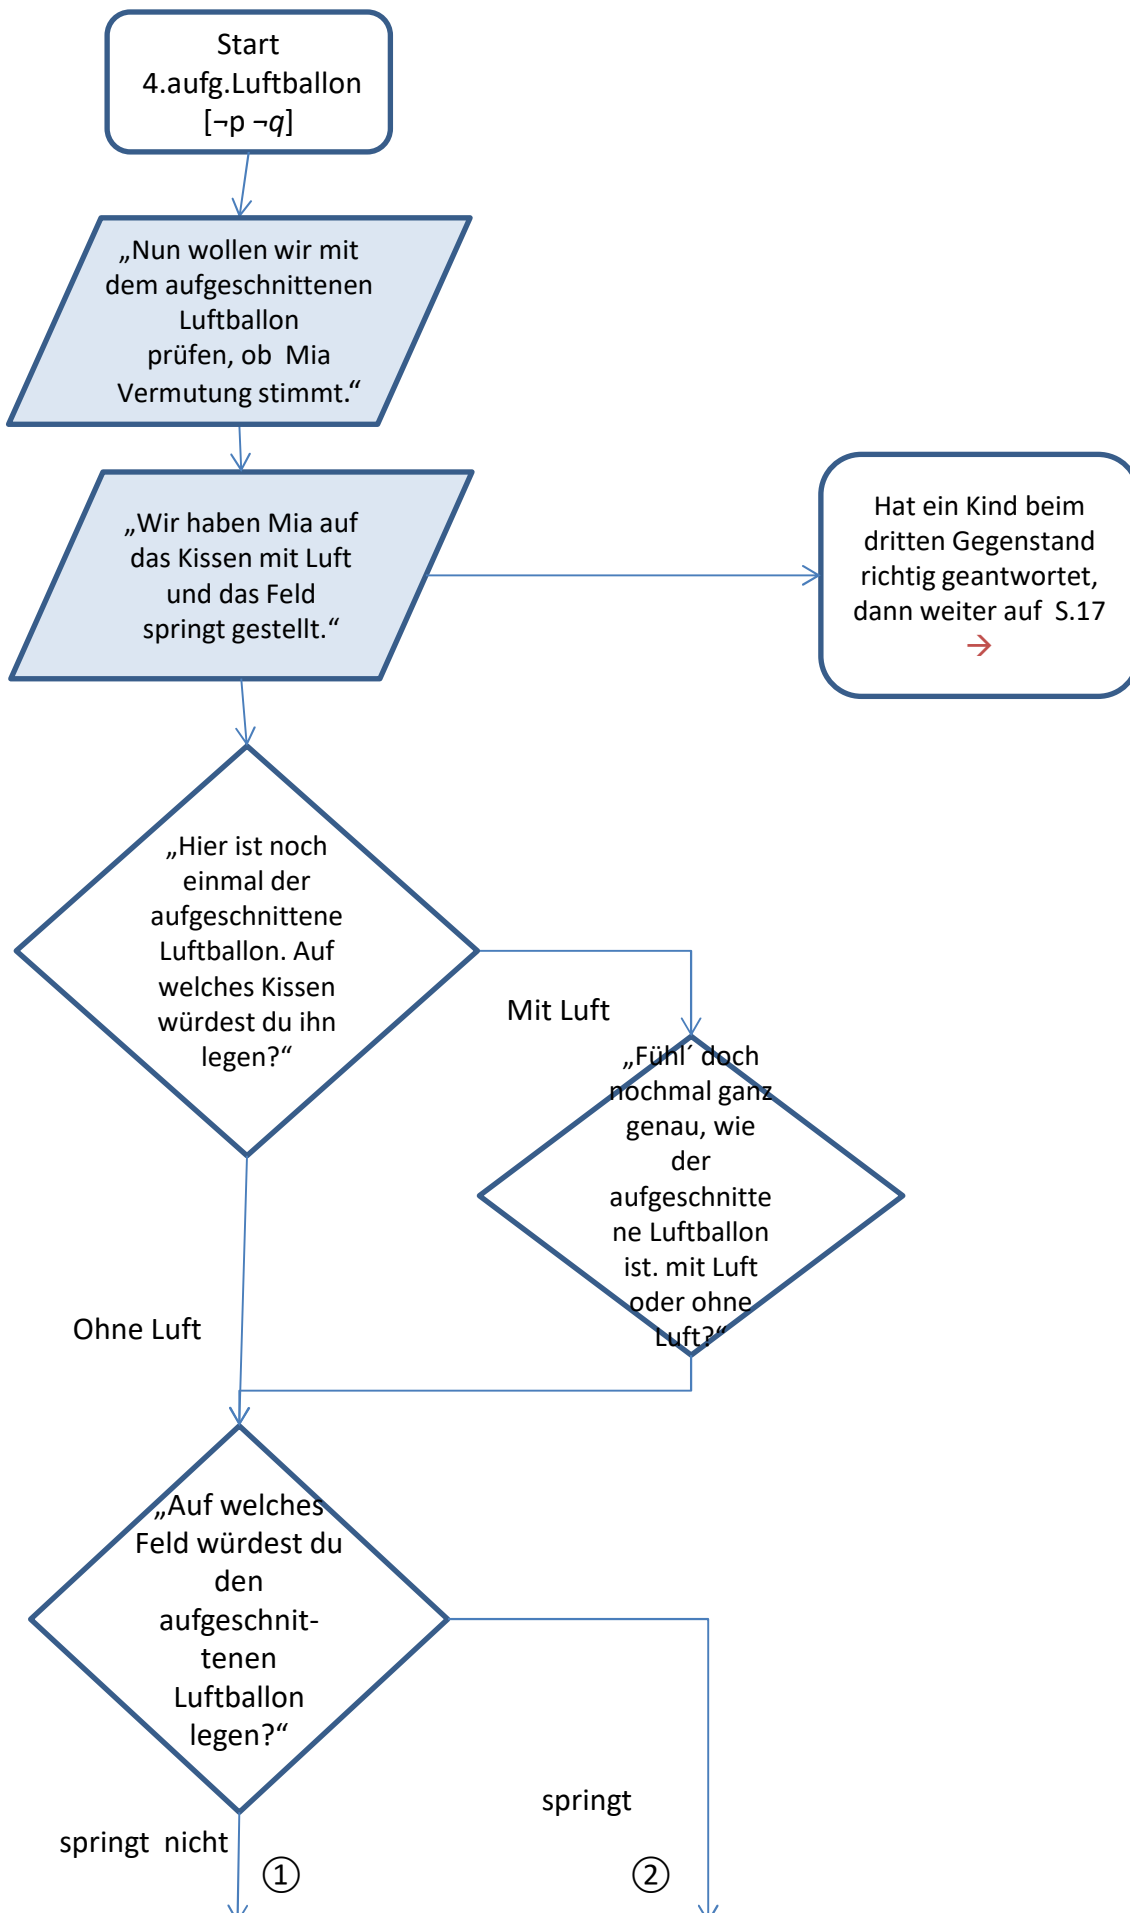 Start
4.aufg.Luftballon
[¬p ¬q]
„Nun wollen wir mit
dem aufgeschnittenen
Luftballon
prüfen, ob  Mia
Vermutung stimmt.“
„Wir haben Mia auf
das Kissen mit Luft
und das Feld
springt gestellt.“
Hat ein Kind beim
dritten Gegenstand
richtig geantwortet,
dann weiter auf  S.17
→
„Hier ist noch
einmal der
aufgeschnittene
Luftballon. Auf
welches Kissen
würdest du ihn
legen?“
Mit Luft
„Fühl´ doch
nochmal ganz
genau, wie
der
aufgeschnitte
ne Luftballon
ist. mit Luft
oder ohne
Luft?“
Ohne Luft
„Auf welches
Feld würdest du
den
aufgeschnit-
tenen
Luftballon
legen?“
springt
springt  nicht
①
②